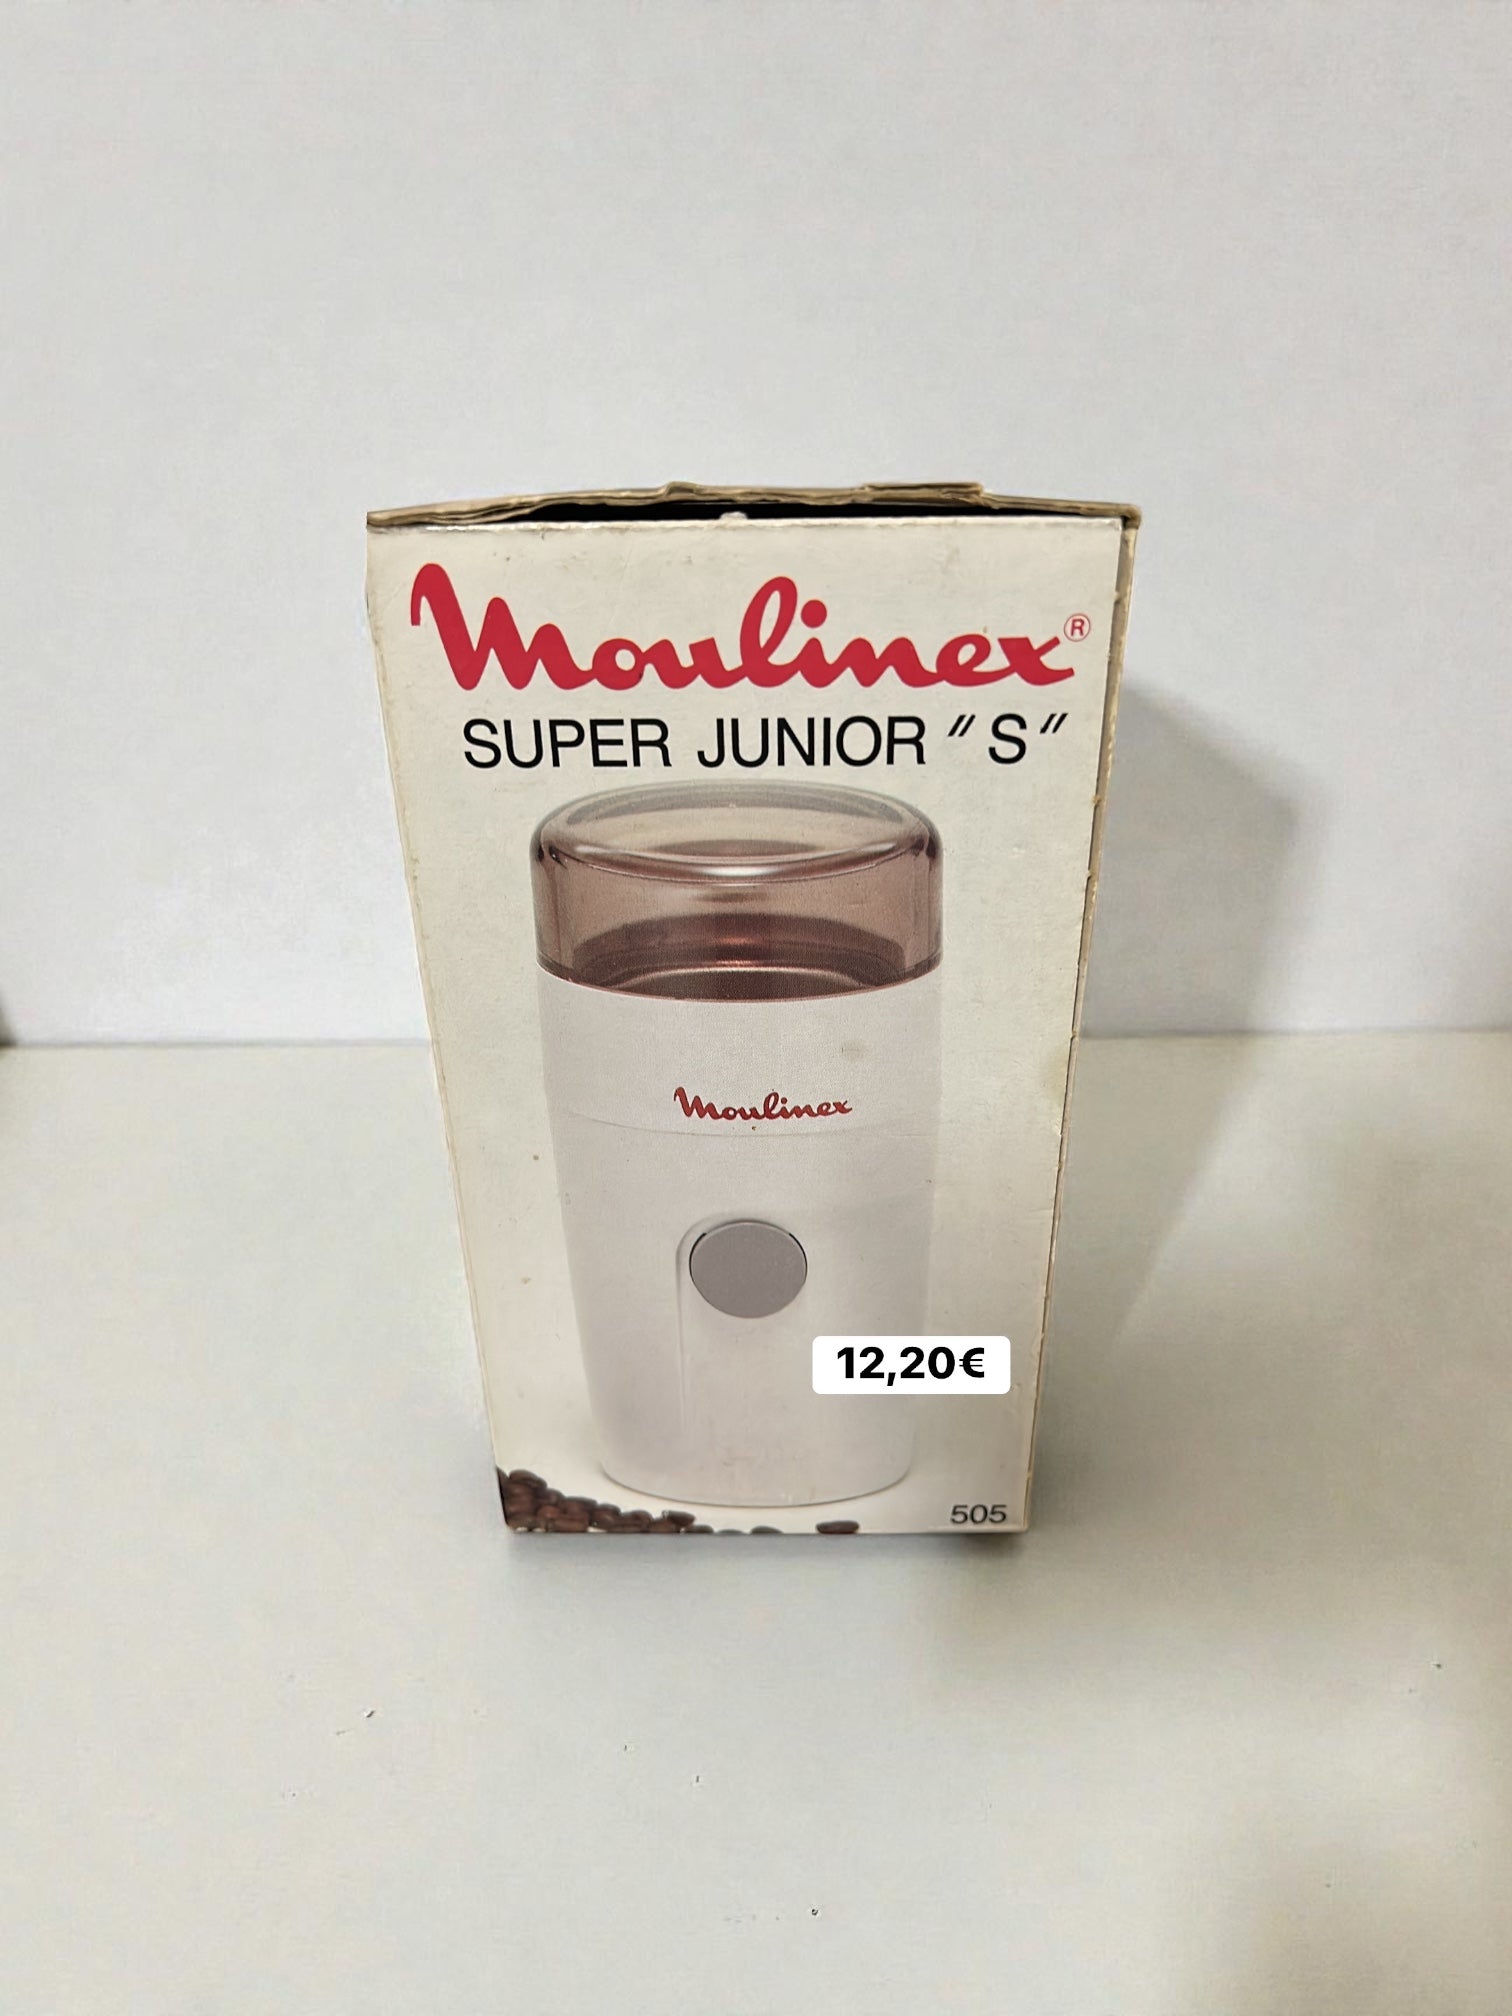 Moulinex®
SUPER JUNIOR "S"
Moulinex
12,20€
505